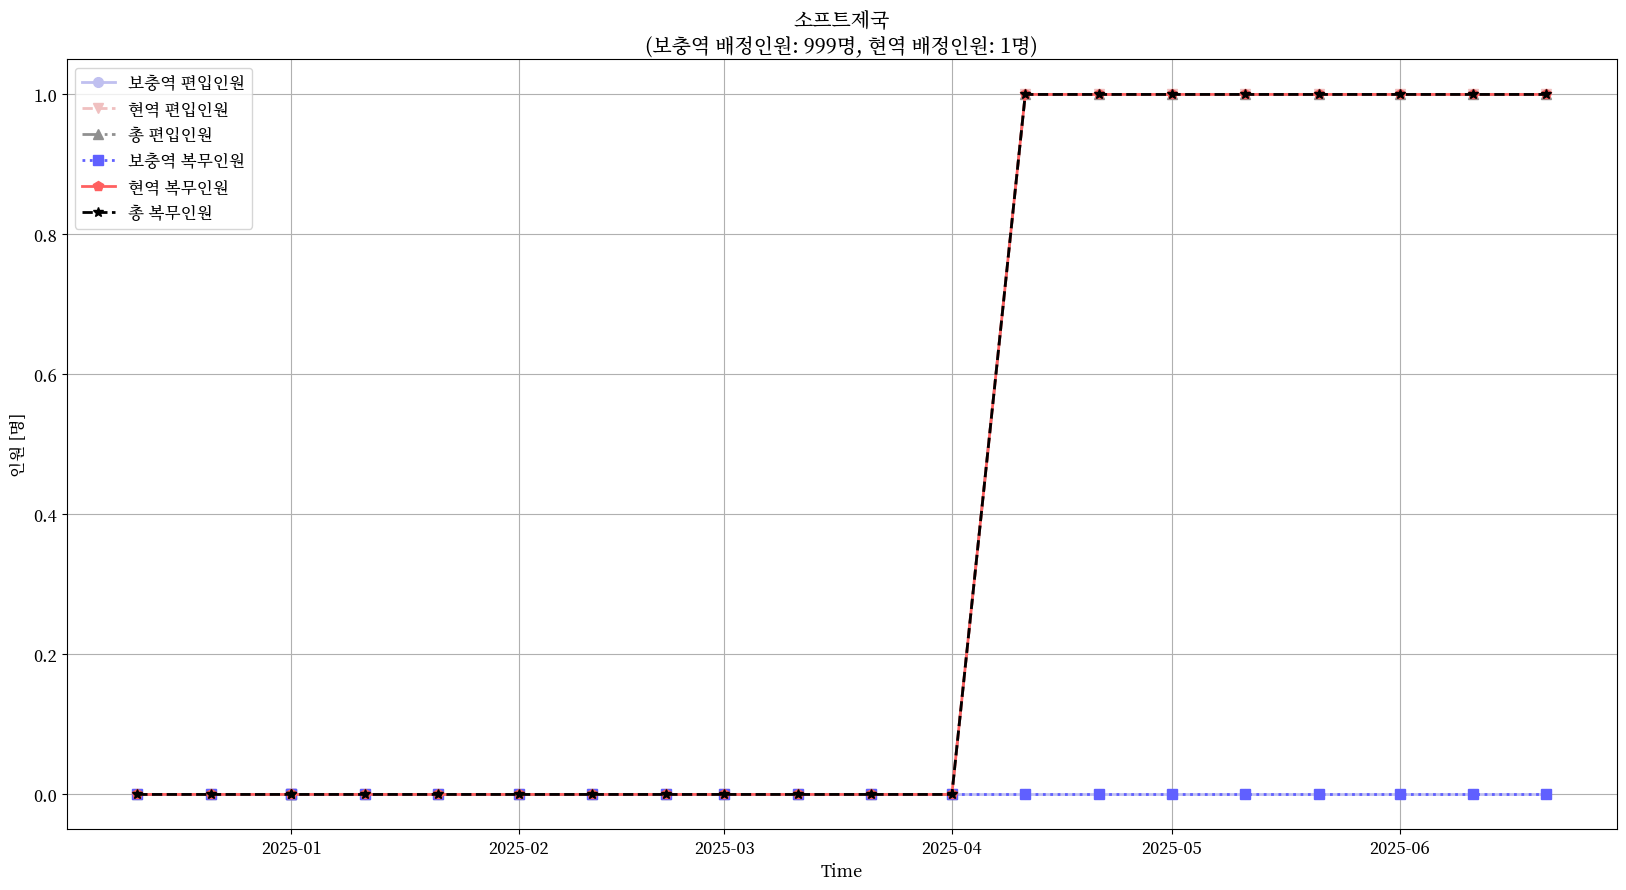 소프트제국
(보충역 배정인원: 999명, 현역 배정인원: 1명)
보충역 편입인원
현역 편입인원
총 편입인원
보충역 복무인원
현역 복무인원
총 복무인원
1.0
0.8
0.6
0.4
0.2
0.0
인원 [명]
2025-01
2025-02
2025-03
2025-04
2025-05
2025-06
Time